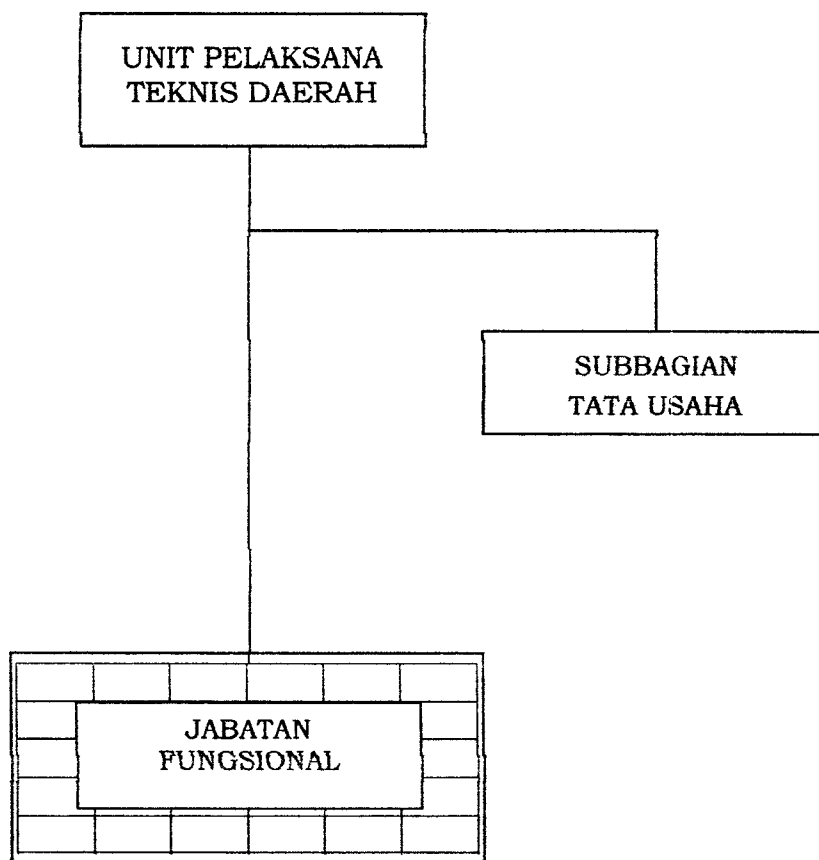 UNIT PELAKSANA
TEKNIS DAERAH
SUBBAGIAN
TATA USAHA
JABATAN
FUNGSIONAL